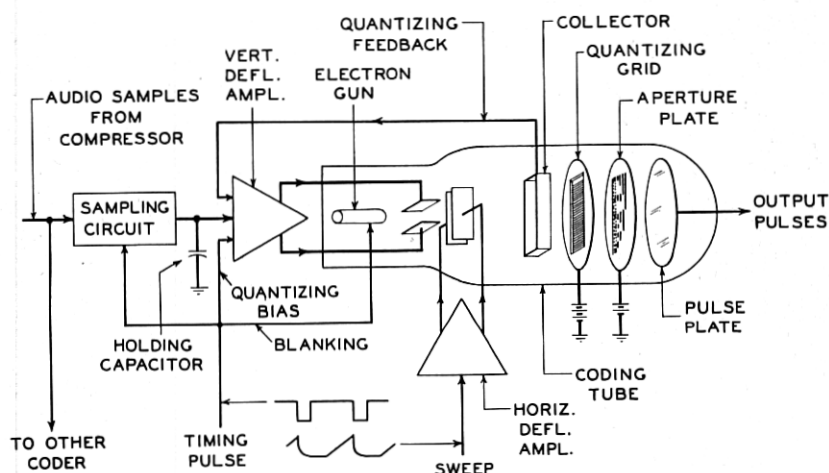 QUANTIZING
FEEDBACK
COLLECTOR
VERT.
DEFL.
AMPL.
ELECTRON
GUN
QUANTIZING
GRID
AUDIO SAMPLES
FROM
COMPRESSOR
APERTURE
PLATE
SAMPLING
CIRCUIT
OUTPUT
PULSES
QUANTIZING
BIAS
HOLDING
CAPACITOR
BLANKING
PULSE
PLATE
CODING
TUBE
HORIZ.
DEFL.
AMPL.
TO OTHER
CODER
TIMING
PULSE
SWEEP